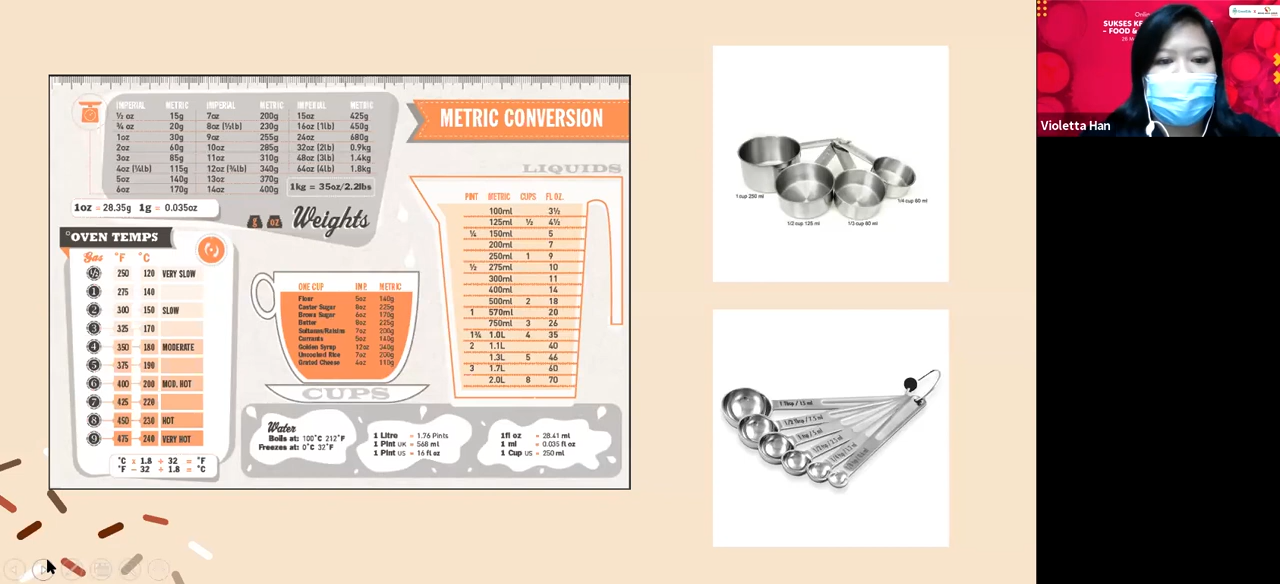 METRIC CONVERSION
IMPERIAL METRIC IMPERIAL METRIC IMPERIAL METRIC
½ oz 15g 7oz 200g 15oz 425g
¾ oz 20g 8oz (½lb) 230g 16oz (1lb) 450g
1oz 30g 9oz 255g 24oz 680g
2oz 60g 10oz 285g 32oz (2lb) 0.9kg
3oz 85g 11oz 310g 48oz (3lb) 1.4kg
4oz (¼lb) 115g 12oz (¾lb) 340g 64oz (4lb) 1.8kg
5oz 140g 13oz 370g
6oz 170g 14oz 400g
1kg = 35oz/2.2lbs
1oz = 28.35g 1g = 0.035oz
g oz Weights
°OVEN TEMPS
Gas °F °C
½ 250 120 VERY SLOW
1 275 140
2 300 150 SLOW
3 325 170
4 350 180 MODERATE
5 375 190
6 400 200 MOD. HOT
7 425 220
8 450 230 HOT
9 475 240 VERY HOT
°C x 1.8 ÷ 32 = °F
°F − 32 ÷ 1.8 = °C
ONE CUP IMP. METRIC
Flour 5oz 140g
Castor Sugar 8oz 225g
Brown Sugar 6oz 170g
Butter 8oz 225g
Sultanas/Raisins 7oz 200g
Currants 5oz 140g
Golden Syrup 12oz 340g
Uncooked Rice 7oz 200g
Grated Cheese 4oz 110g
CUPS
LIQUIDS
PINT METRIC CUPS FL OZ.
100ml 3½
125ml ½ 4½
¼ 150ml 5
200ml 7
250ml 1 9
½ 275ml 10
300ml 11
400ml 14
500ml 2 18
1 570ml 20
750ml 3 26
1¾ 1.0L 4 35
2 1.1L 40
1.3L 5 46
3 1.7L 60
2.0L 8 70
Water
Boils at: 100°C 212°F
Freezes at: 0°C 32°F
1 Litre = 1.76 Pints
1 Pint UK = 568 ml
1 Pint US = 16 fl oz
1fl oz = 28.41 ml
1 ml = 0.035 fl oz
1 Cup US = 250 ml
1 cup 250 ml
1/2 cup 125 ml
1/3 cup 80 ml
1/4 cup 60 ml
1 Tbsp / 15 ml
SUKSES
– FOOD &
Violetta Han